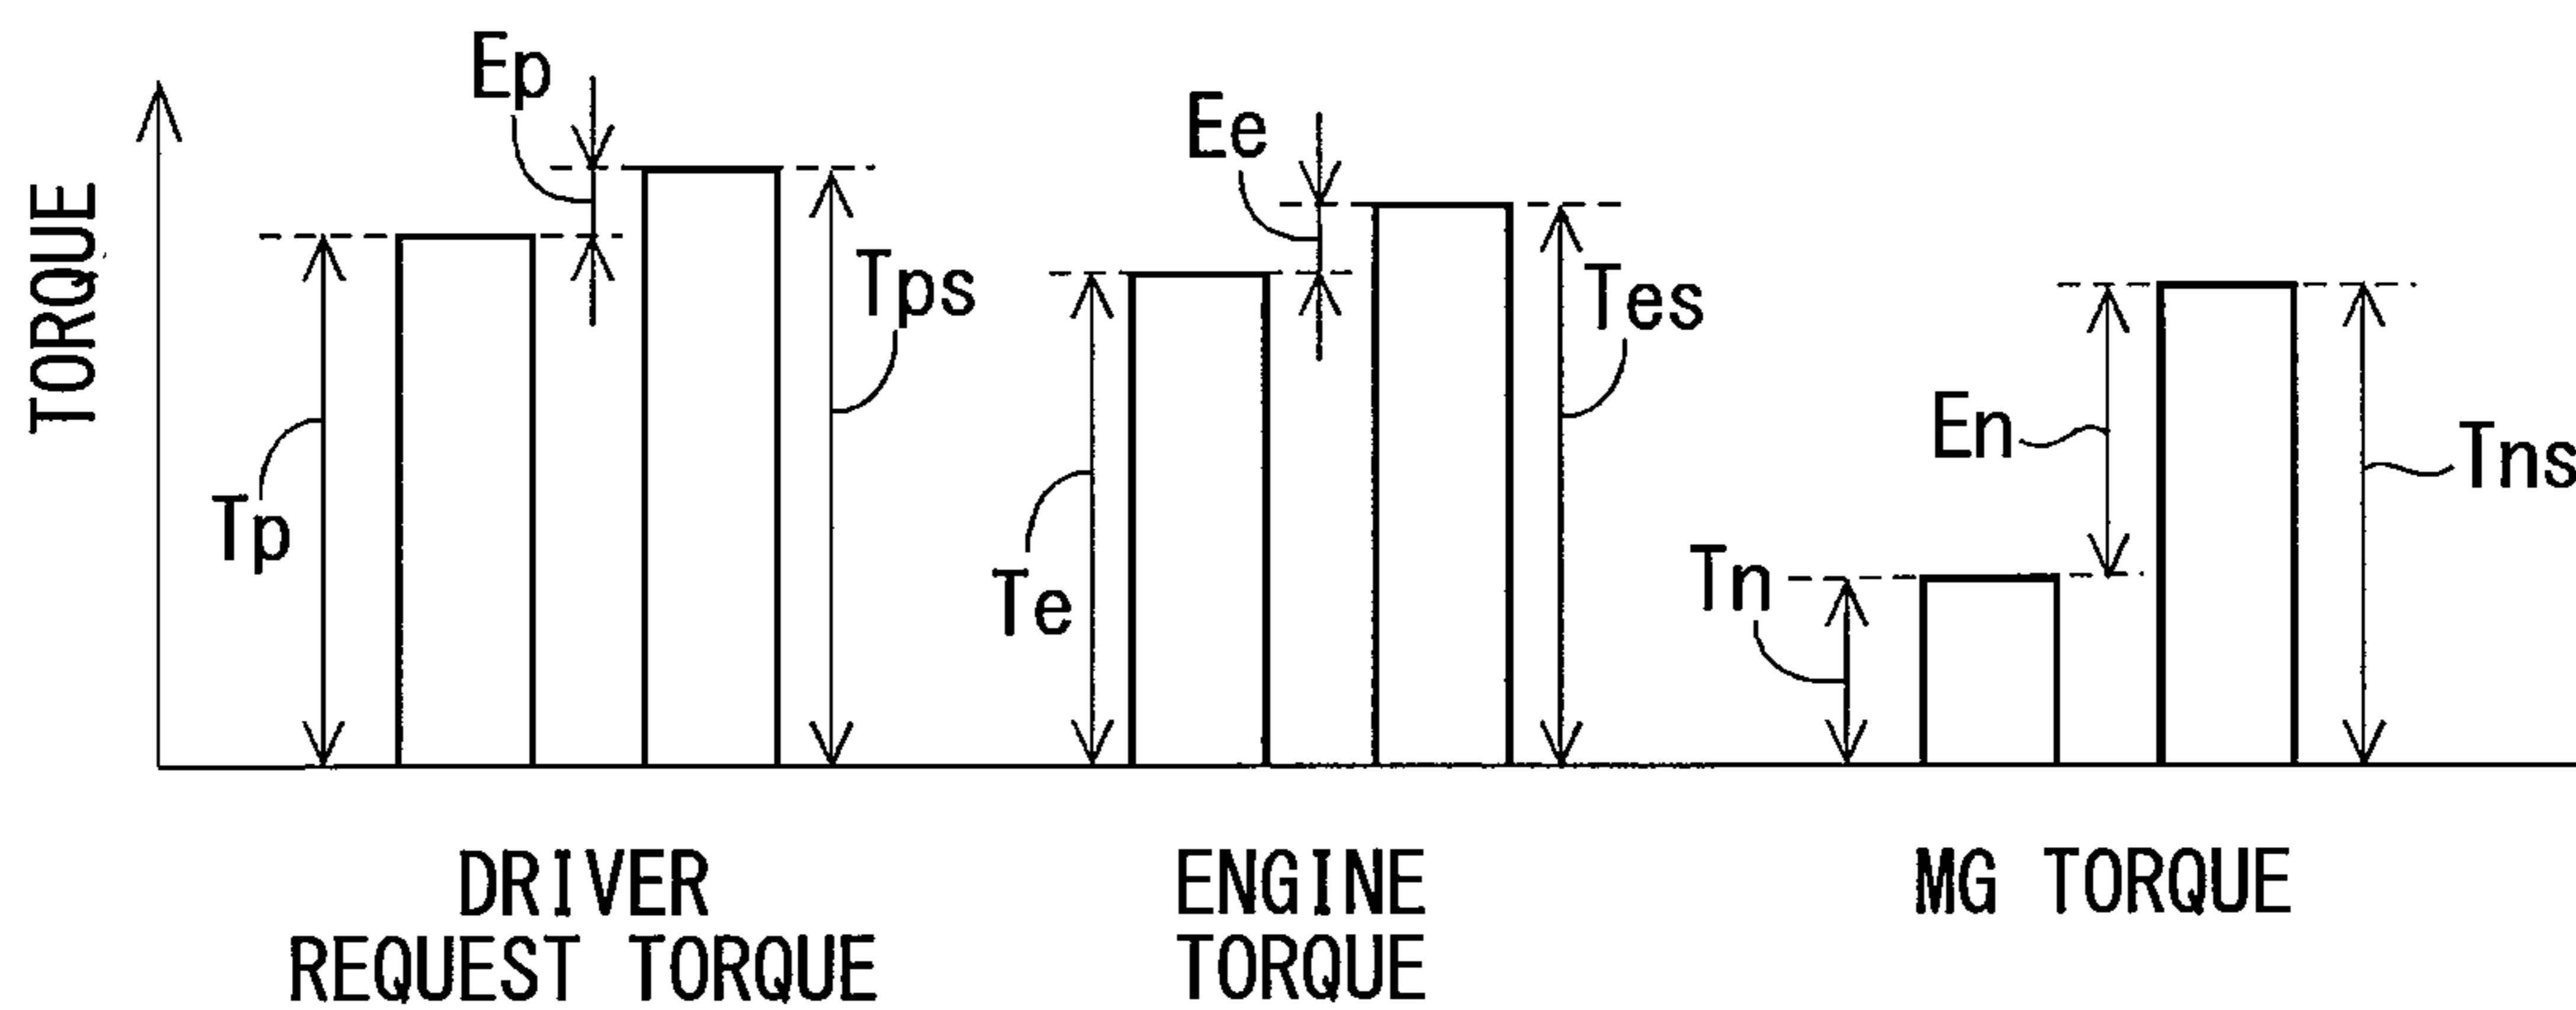 TORQUE
Ep
Tp
Tps
Ee
Te
Tes
En
Tn
Tns
DRIVER
REQUEST TORQUE
ENGINE
TORQUE
MG TORQUE